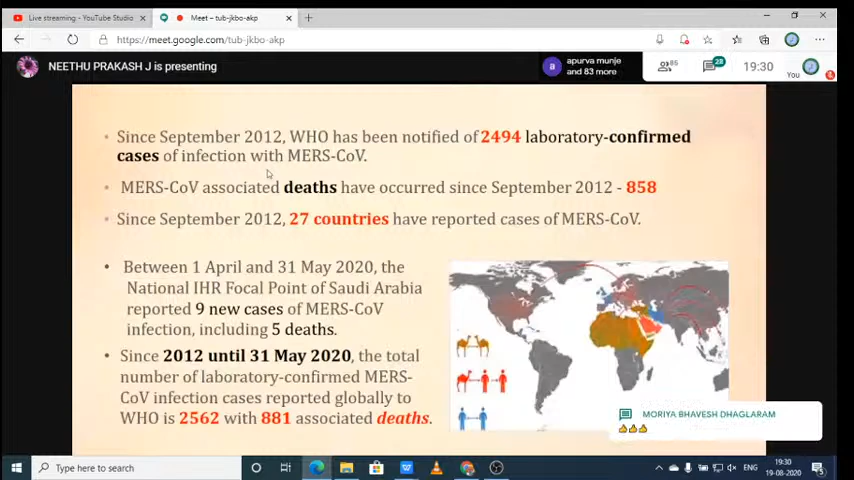 Live streaming - YouTube Studio
Meet – tub-jkbo-akp
https://meet.google.com/tub-jkbo-akp
NEETHU PRAKASH J is presenting
a
apurva munje
and 83 more
85
28
19:30
You
Since September 2012, WHO has been notified of 2494 laboratory-confirmed
cases of infection with MERS-CoV.
MERS-CoV associated deaths have occurred since September 2012 - 858
Since September 2012, 27 countries have reported cases of MERS-CoV.
Between 1 April and 31 May 2020, the
National IHR Focal Point of Saudi Arabia
reported 9 new cases of MERS-CoV
infection, including 5 deaths.
Since 2012 until 31 May 2020, the total
number of laboratory-confirmed MERS-
CoV infection cases reported globally to
WHO is 2562 with 881 associated deaths.
MORIYA BHAVESH DHAGLARAM
👍👍👍
Type here to search
ENG
19:30
19-08-2020